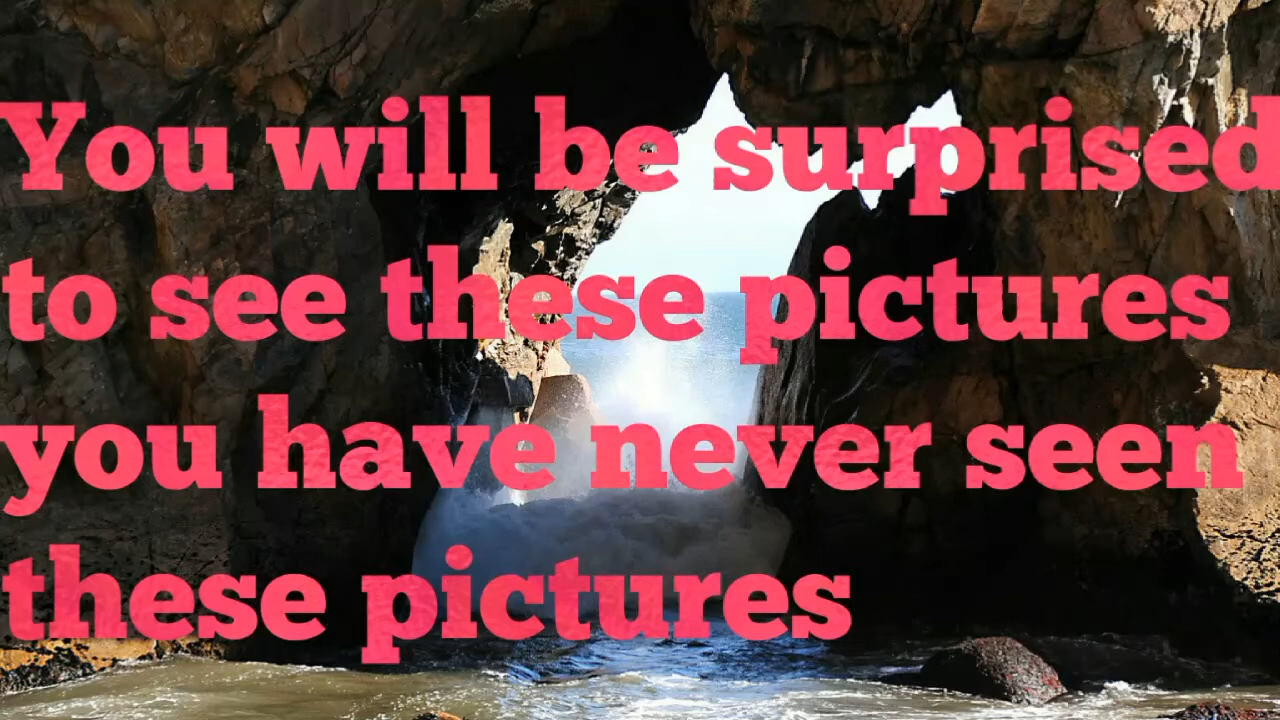 You will be surprised
to see these pictures
you have never seen
these pictures